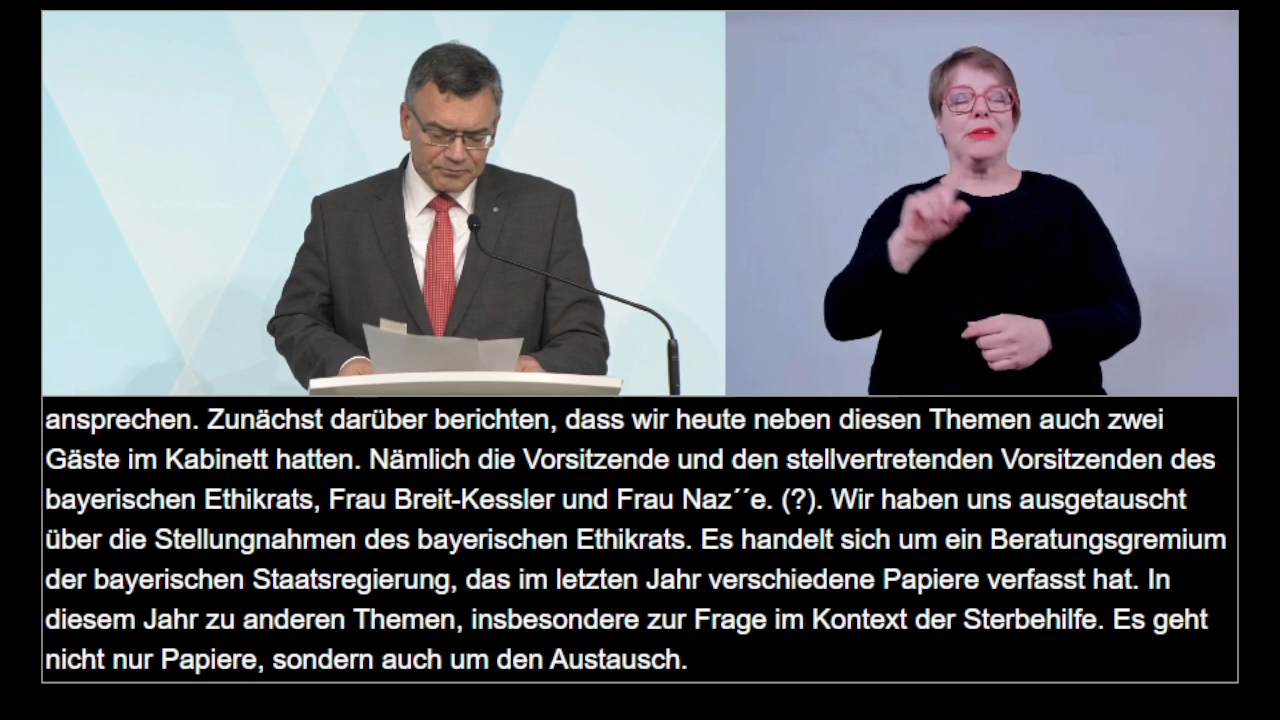 ansprechen. Zunächst darüber berichten, dass wir heute neben diesen Themen auch zwei
Gäste im Kabinett hatten. Nämlich die Vorsitzende und den stellvertretenden Vorsitzenden des
bayerischen Ethikrats, Frau Breit-Kessler und Frau Naz´´e. (?). Wir haben uns ausgetauscht
über die Stellungnahmen des bayerischen Ethikrats. Es handelt sich um ein Beratungsgremium
der bayerischen Staatsregierung, das im letzten Jahr verschiedene Papiere verfasst hat. In
diesem Jahr zu anderen Themen, insbesondere zur Frage im Kontext der Sterbehilfe. Es geht
nicht nur Papiere, sondern auch um den Austausch.